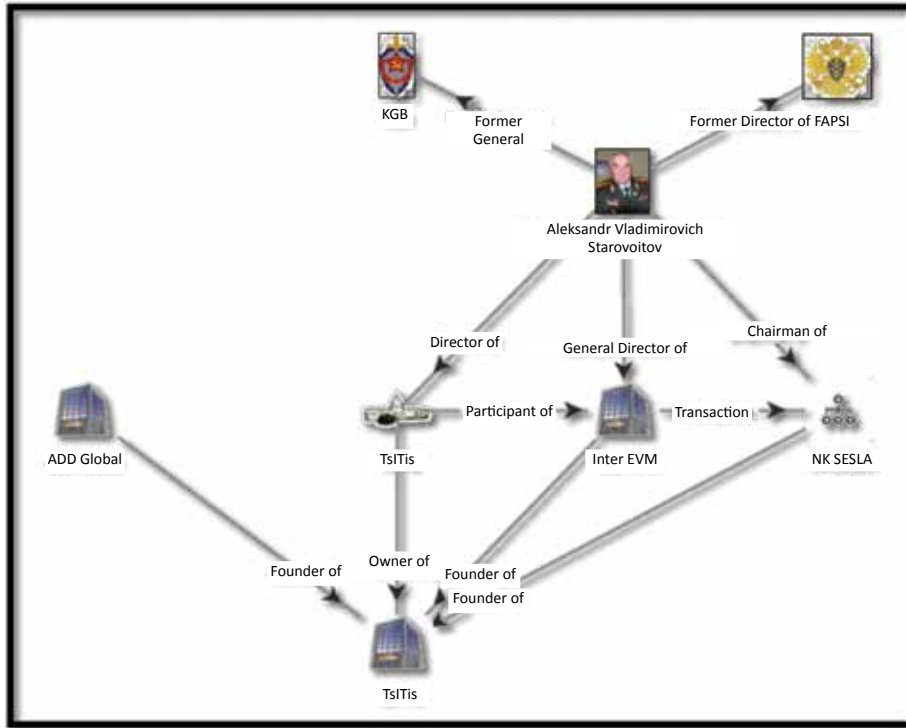 KGB
Former
General
Former Director of FAPSI
Aleksandr Vladimirovich
Starovoitov
Director of
General Director of
Chairman of
Participant of
Transaction
ADD Global
TsITis
Inter EVM
NK SESLA
Founder of
Owner of
Founder of
Founder of
TsITis